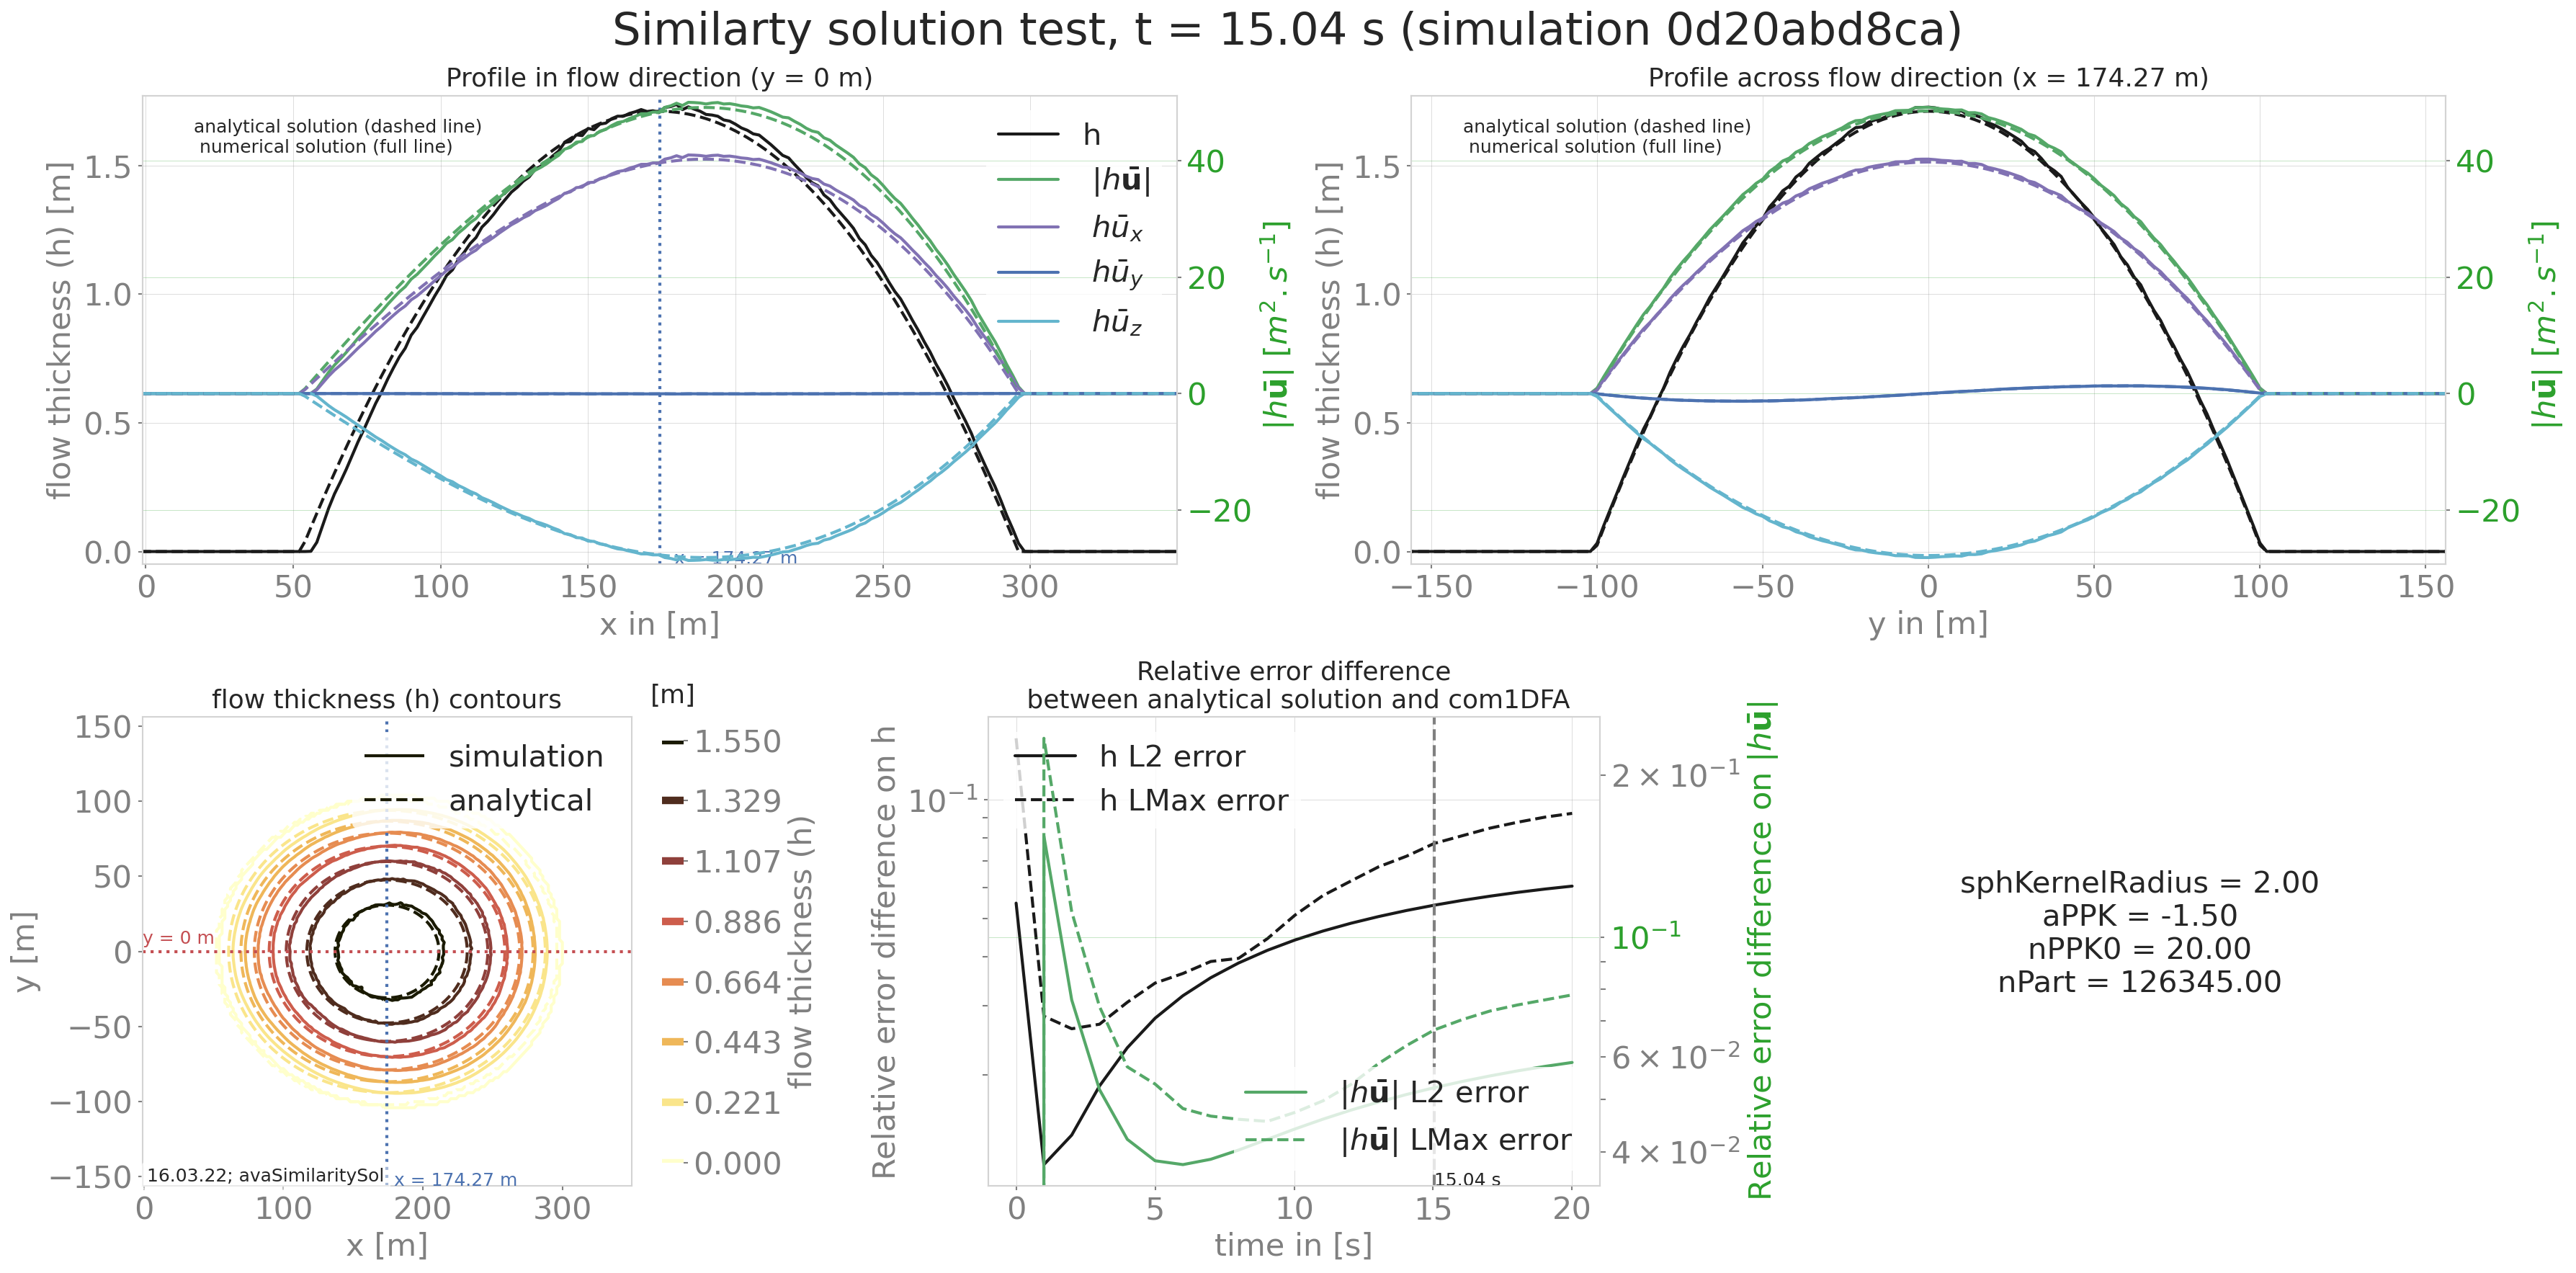 Similarty solution test, t = 15.04 s (simulation 0d20abd8ca)
Profile in flow direction (y = 0 m)
analytical solution (dashed line)
numerical solution (full line)
h
|hū|
hūₓ
hū_y
hū_z
flow thickness (h) [m]
1.5
1.0
0.5
0.0
40
20
0
−20
|hū| [m².s⁻¹]
0
50
100
150
200
250
300
x = 174.27 m
x in [m]
Profile across flow direction (x = 174.27 m)
analytical solution (dashed line)
numerical solution (full line)
flow thickness (h) [m]
1.5
1.0
0.5
0.0
40
20
0
−20
|hū| [m².s⁻¹]
−150
−100
−50
0
50
100
150
y in [m]
flow thickness (h) contours
simulation
analytical
y [m]
150
100
50
0
−50
−100
−150
y = 0 m
16.03.22; avaSimilaritySol
x = 174.27 m
0
100
200
300
x [m]
[m]
1.550
1.329
1.107
0.886
0.664
0.443
0.221
0.000
flow thickness (h)
Relative error difference
between analytical solution and com1DFA
h L2 error
h LMax error
Relative error difference on h
10⁻¹
2×10⁻¹
10⁻¹
6×10⁻²
4×10⁻²
Relative error difference on |hū|
|hū| L2 error
|hū| LMax error
15.04 s
0
5
10
15
20
time in [s]
sphKernelRadius = 2.00
aPPK = -1.50
nPPK0 = 20.00
nPart = 126345.00